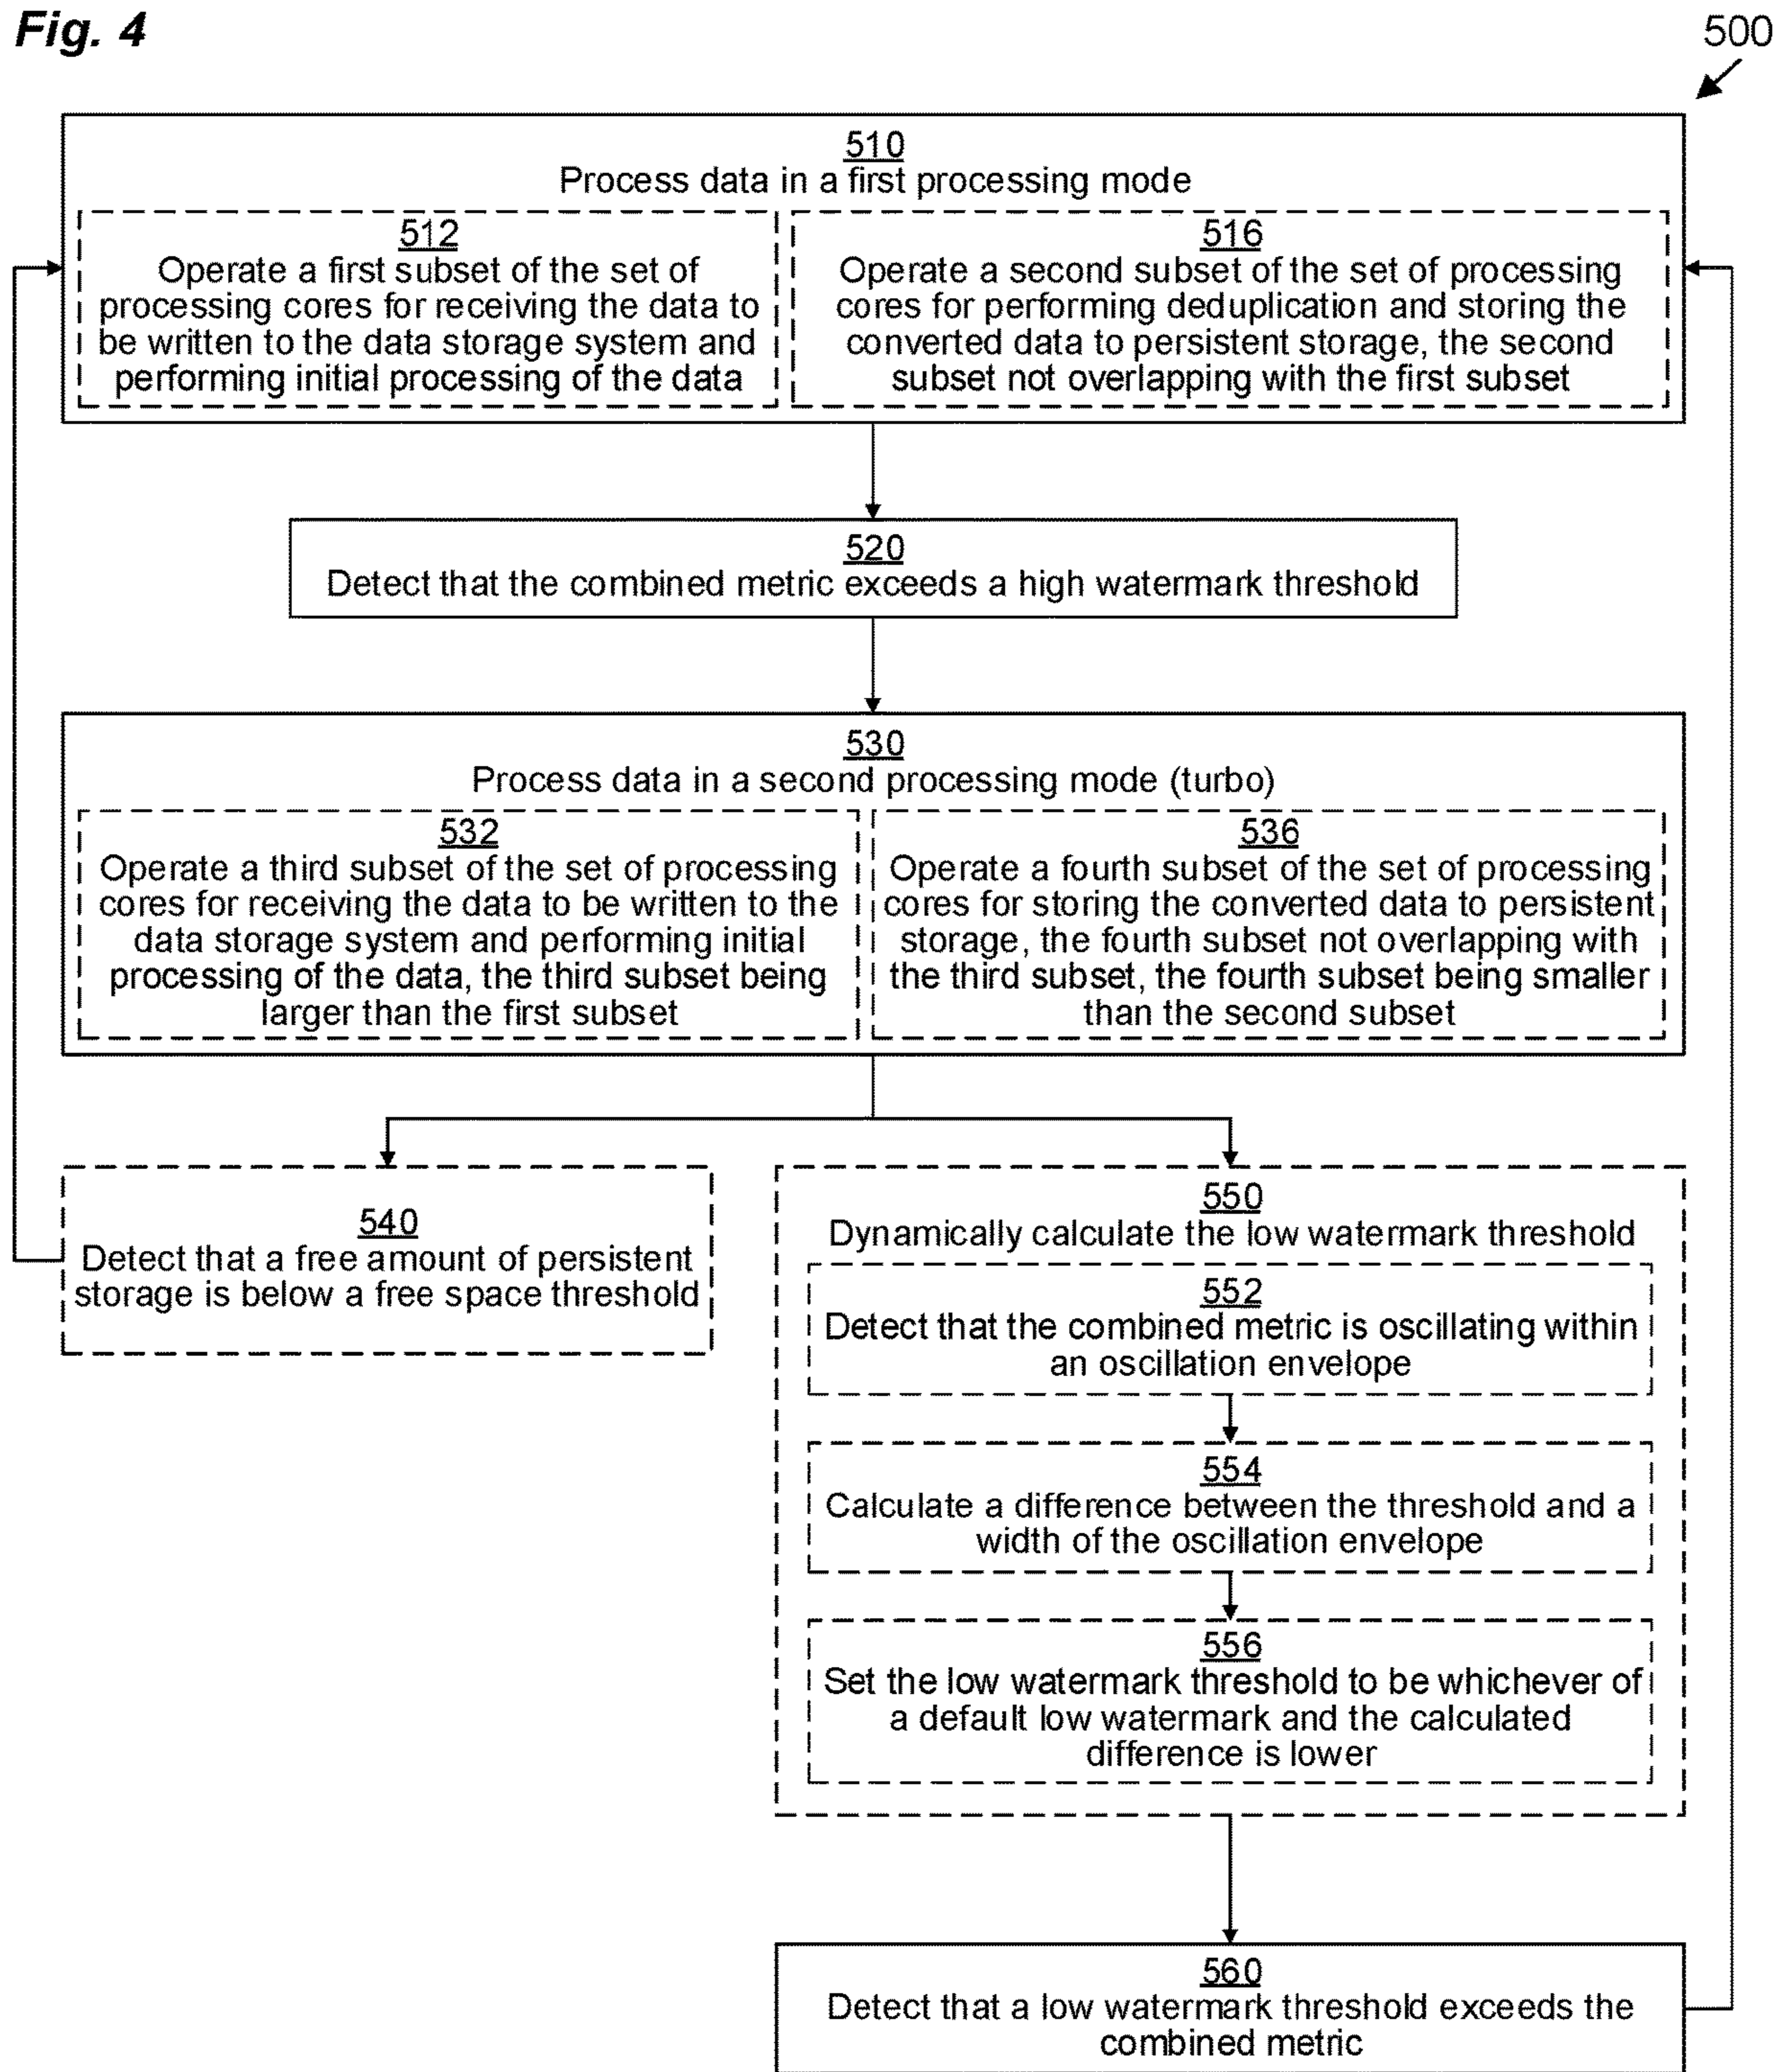 Fig. 4
500
510
Process data in a first processing mode
512
Operate a first subset of the set of
processing cores for receiving the data to
be written to the data storage system and
performing initial processing of the data
516
Operate a second subset of the set of processing
cores for performing deduplication and storing the
converted data to persistent storage, the second
subset not overlapping with the first subset
520
Detect that the combined metric exceeds a high watermark threshold
530
Process data in a second processing mode (turbo)
532
Operate a third subset of the set of processing
cores for receiving the data to be written to the
data storage system and performing initial
processing of the data, the third subset being
larger than the first subset
536
Operate a fourth subset of the set of processing
cores for storing the converted data to persistent
storage, the fourth subset not overlapping with
the third subset, the fourth subset being smaller
than the second subset
540
Detect that a free amount of persistent
storage is below a free space threshold
550
Dynamically calculate the low watermark threshold
552
Detect that the combined metric is oscillating within
an oscillation envelope
554
Calculate a difference between the threshold and a
width of the oscillation envelope
556
Set the low watermark threshold to be whichever of
a default low watermark and the calculated
difference is lower
560
Detect that a low watermark threshold exceeds the
combined metric